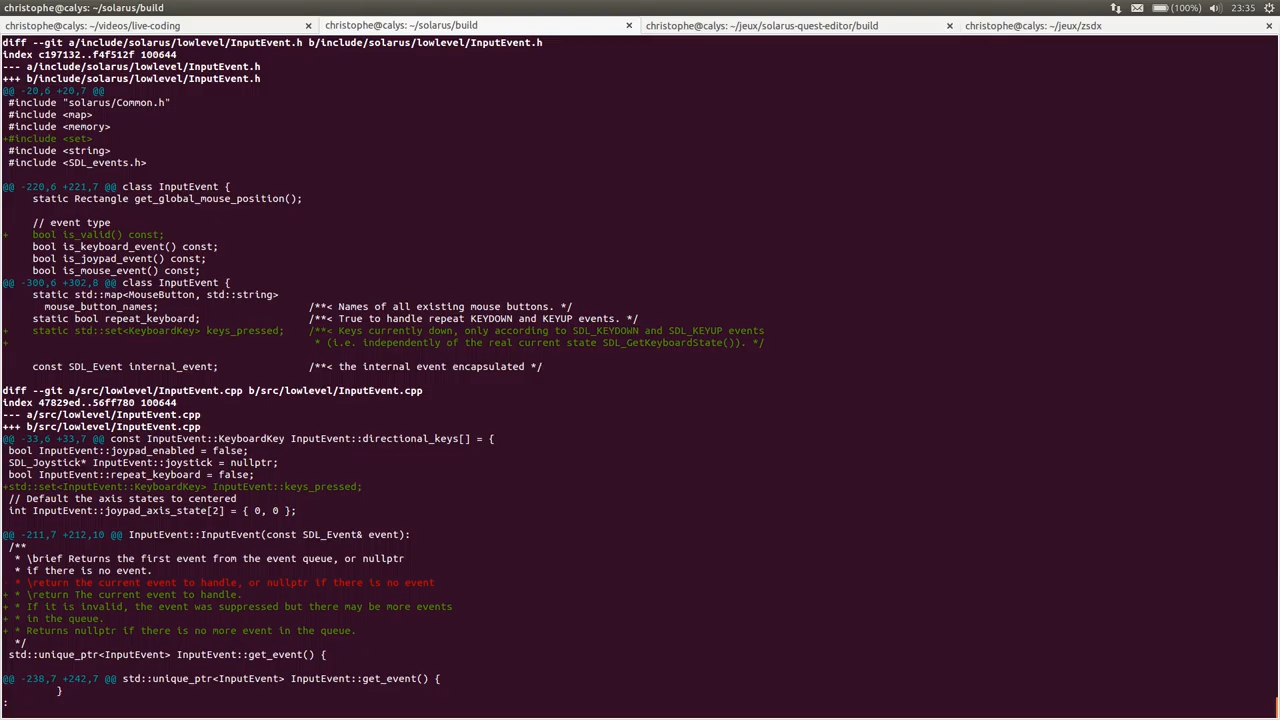 christophe@calys: ~/solarus/build
(100%) 23:35
christophe@calys: ~/videos/live-coding × christophe@calys: ~/solarus/build × christophe@calys: ~/jeux/solarus-quest-editor/build × christophe@calys: ~/jeux/zsdx ×
diff --git a/include/solarus/lowlevel/InputEvent.h b/include/solarus/lowlevel/InputEvent.h
index c197132..f4f512f 100644
--- a/include/solarus/lowlevel/InputEvent.h
+++ b/include/solarus/lowlevel/InputEvent.h
@@ -20,6 +20,7 @@
 #include "solarus/Common.h"
 #include <map>
 #include <memory>
+#include <set>
 #include <string>
 #include <SDL_events.h>
@@ -220,6 +221,7 @@ class InputEvent {
     static Rectangle get_global_mouse_position();
     // event type
+    bool is_valid() const;
     bool is_keyboard_event() const;
     bool is_joypad_event() const;
     bool is_mouse_event() const;
@@ -300,6 +302,8 @@ class InputEvent {
     static std::map<MouseButton, std::string>
       mouse_button_names;              /**< Names of all existing mouse buttons. */
     static bool repeat_keyboard;       /**< True to handle repeat KEYDOWN and KEYUP events. */
+    static std::set<KeyboardKey> keys_pressed;    /**< Keys currently down, only according to SDL_KEYDOWN and SDL_KEYUP events
+                                        * (i.e. independently of the real current state SDL_GetKeyboardState()). */
     const SDL_Event internal_event;    /**< the internal event encapsulated */
diff --git a/src/lowlevel/InputEvent.cpp b/src/lowlevel/InputEvent.cpp
index 47829ed..56ff780 100644
--- a/src/lowlevel/InputEvent.cpp
+++ b/src/lowlevel/InputEvent.cpp
@@ -33,6 +33,7 @@ const InputEvent::KeyboardKey InputEvent::directional_keys[] = {
 bool InputEvent::joypad_enabled = false;
 SDL_Joystick* InputEvent::joystick = nullptr;
 bool InputEvent::repeat_keyboard = false;
+std::set<InputEvent::KeyboardKey> InputEvent::keys_pressed;
 // Default the axis states to centered
 int InputEvent::joypad_axis_state[2] = { 0, 0 };
@@ -211,7 +212,10 @@ InputEvent::InputEvent(const SDL_Event& event):
 /**
  * \brief Returns the first event from the event queue, or nullptr
  * if there is no event.
- * \return the current event to handle, or nullptr if there is no event
+ * \return The current event to handle.
+ * If it is invalid, the event was suppressed but there may be more events
+ * in the queue.
+ * Returns nullptr if there is no more event in the queue.
  */
 std::unique_ptr<InputEvent> InputEvent::get_event() {
@@ -238,7 +242,7 @@ std::unique_ptr<InputEvent> InputEvent::get_event() {
         }
: